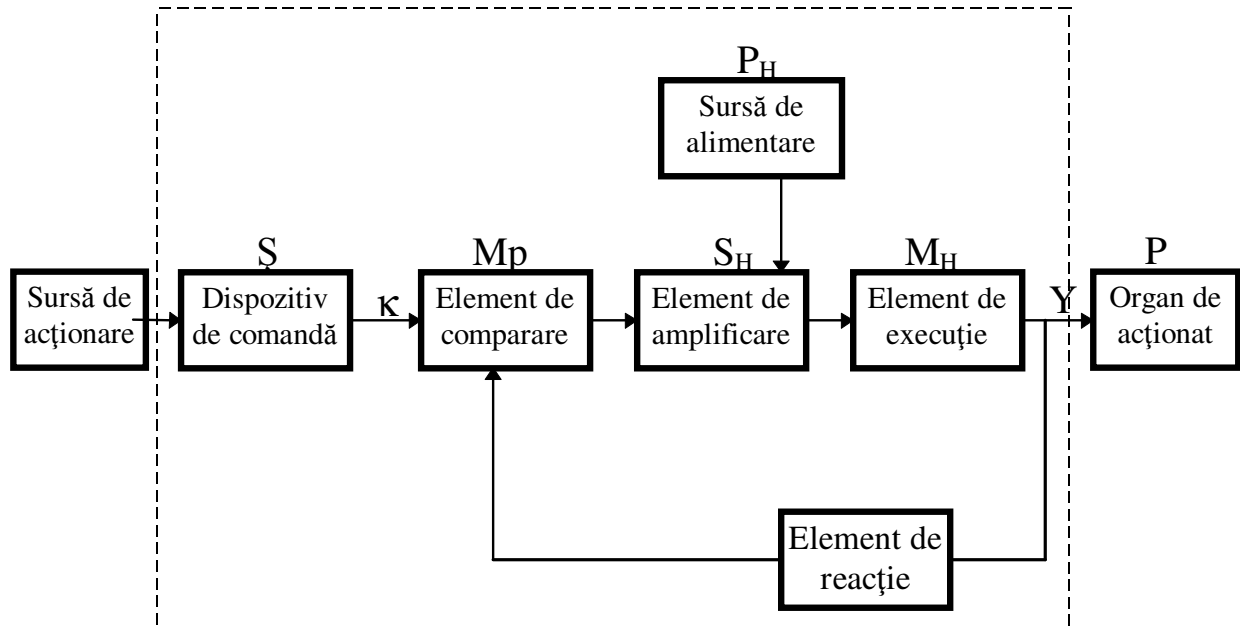 P_H
Sursă de
alimentare
Ş
Mp
S_H
M_H
P
Sursă de
acţionare
Dispozitiv
de comandă
κ
Element de
comparare
Element de
amplificare
Element de
execuţie
Y
Organ de
acţionat
Element de
reacţie